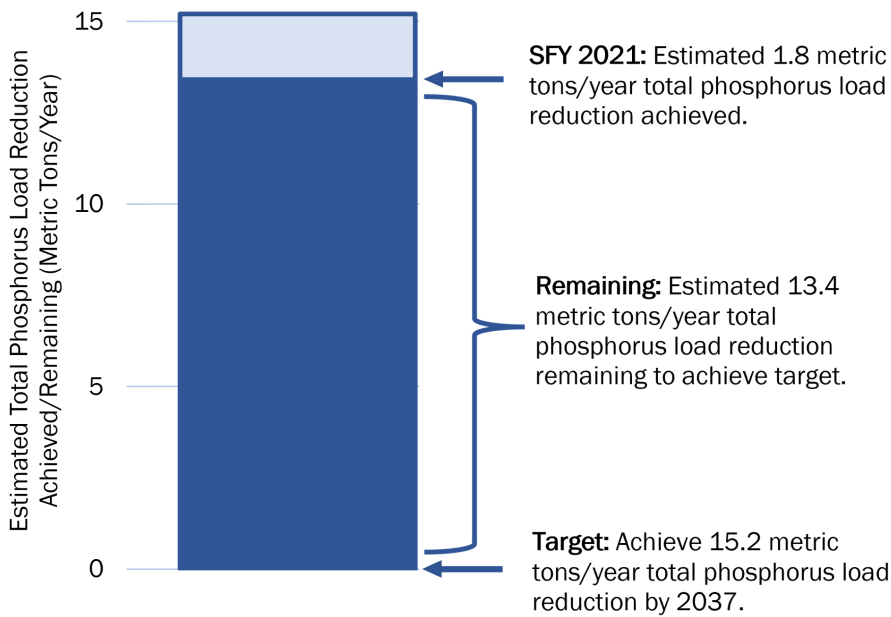 Estimated Total Phosphorus Load Reduction
Achieved/Remaining (Metric Tons/Year)
15
10
5
0
SFY 2021: Estimated 1.8 metric
tons/year total phosphorus load
reduction achieved.
Remaining: Estimated 13.4
metric tons/year total
phosphorus load reduction
remaining to achieve target.
Target: Achieve 15.2 metric
tons/year total phosphorus load
reduction by 2037.